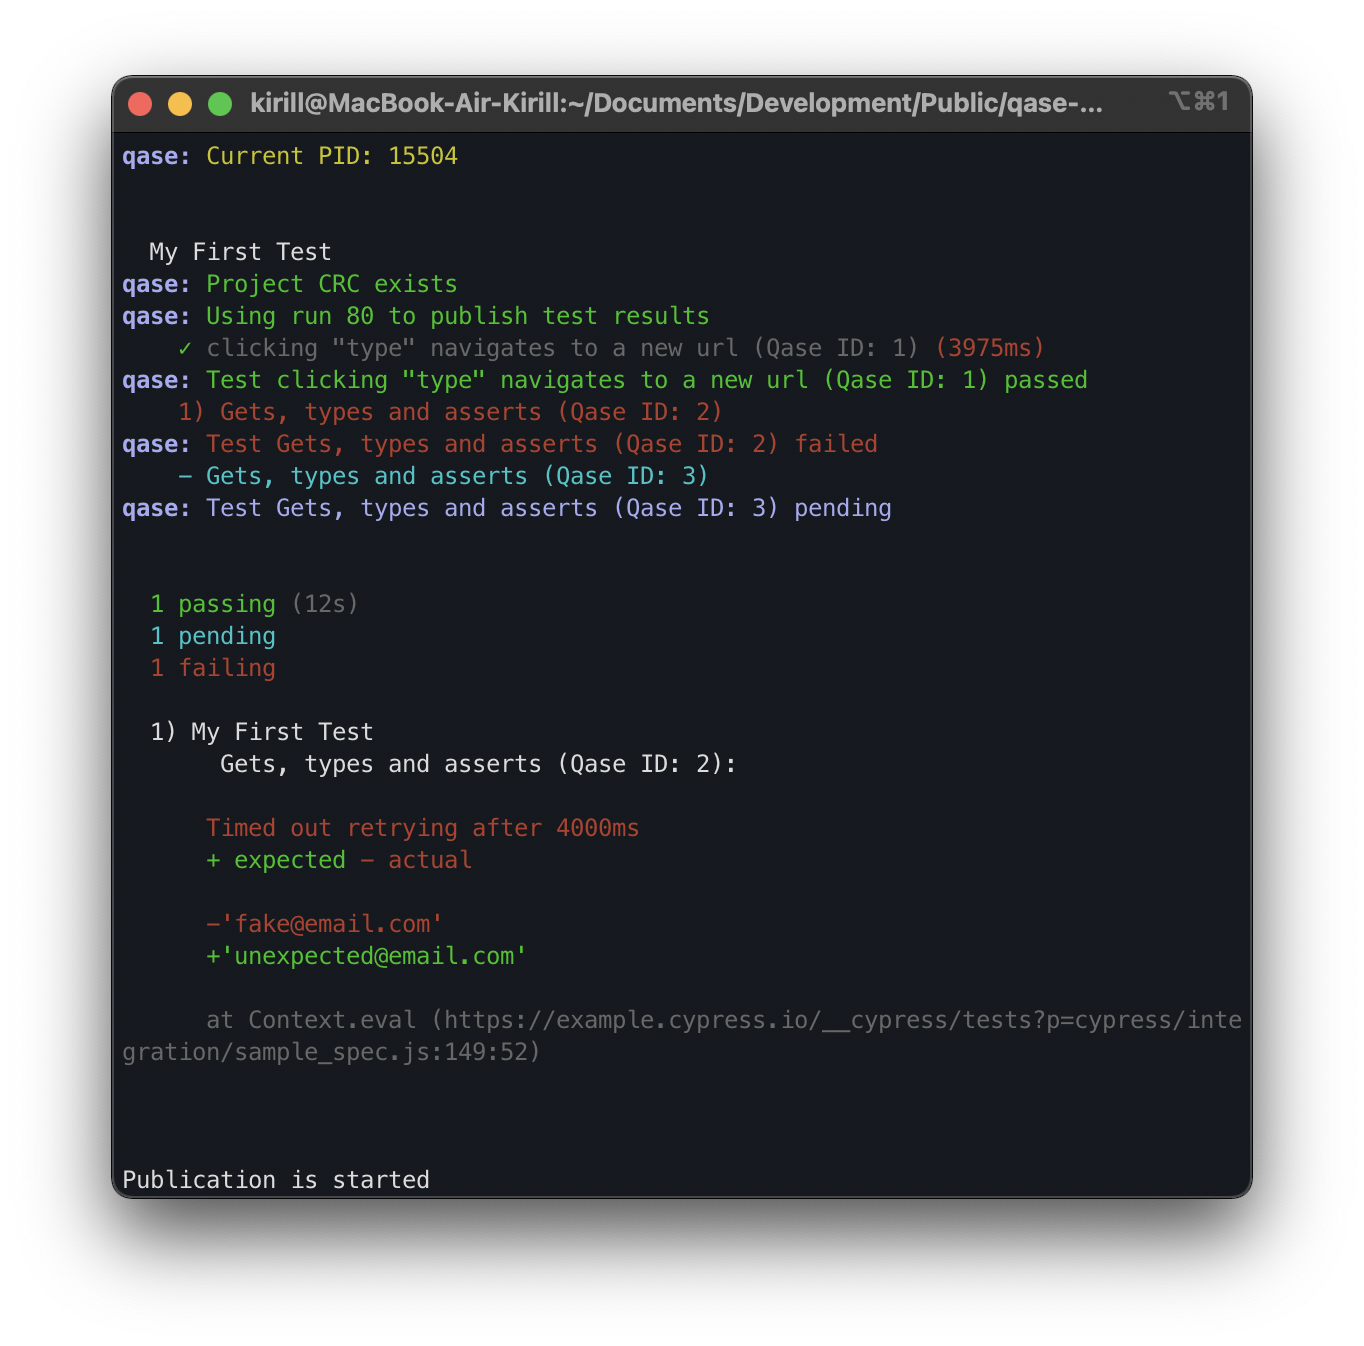 kirill@MacBook-Air-Kirill:~/Documents/Development/Public/qase-... ⌥⌘1
qase: Current PID: 15504
My First Test
qase: Project CRC exists
qase: Using run 80 to publish test results
✓ clicking "type" navigates to a new url (Qase ID: 1) (3975ms)
qase: Test clicking "type" navigates to a new url (Qase ID: 1) passed
1) Gets, types and asserts (Qase ID: 2)
qase: Test Gets, types and asserts (Qase ID: 2) failed
- Gets, types and asserts (Qase ID: 3)
qase: Test Gets, types and asserts (Qase ID: 3) pending
1 passing (12s)
1 pending
1 failing
1) My First Test
Gets, types and asserts (Qase ID: 2):
Timed out retrying after 4000ms
+ expected - actual
-'fake@email.com'
+'unexpected@email.com'
at Context.eval (https://example.cypress.io/__cypress/tests?p=cypress/inte
gration/sample_spec.js:149:52)
Publication is started